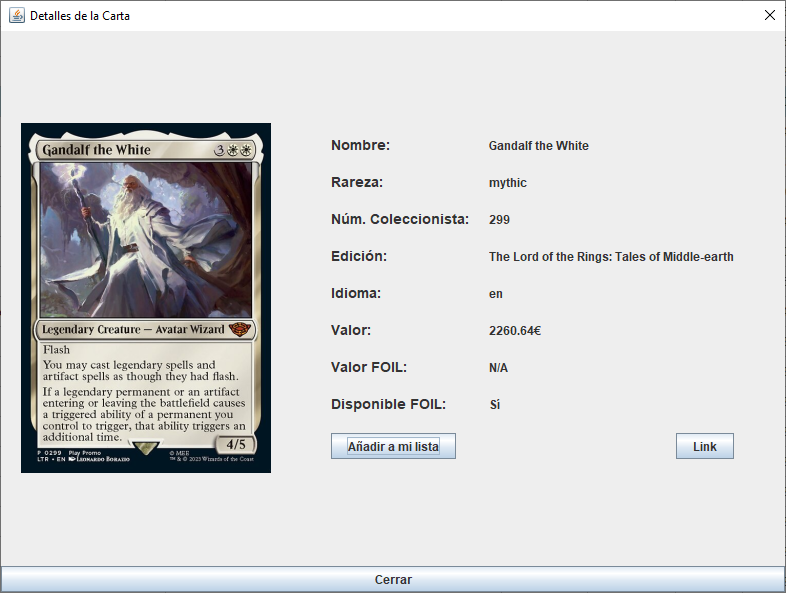 Detalles de la Carta
Gandalf the White
3
Legendary Creature — Avatar Wizard
Flash
You may cast legendary spells and
artifact spells as though they had flash.
If a legendary permanent or an artifact
entering or leaving the battlefield causes
a triggered ability of a permanent you
control to trigger, that ability triggers an
additional time.
4/5
P 0299 Play Promo
LTR • EN Leonardo Borazio
© MEE
™ & © 2023 Wizards of the Coast
Nombre: Gandalf the White
Rareza: mythic
Núm. Coleccionista: 299
Edición: The Lord of the Rings: Tales of Middle-earth
Idioma: en
Valor: 2260.64€
Valor FOIL: N/A
Disponible FOIL: Sí
Añadir a mi lista Link
Cerrar